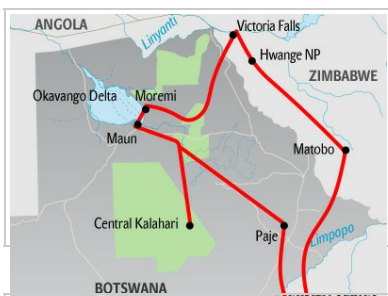 ANGOLA
Linyanti
Victoria Falls
Hwange NP
ZIMBABWE
Okavango Delta
Moremi
Maun
Matobo
Central Kalahari
Paje
Limpopo
BOTSWANA